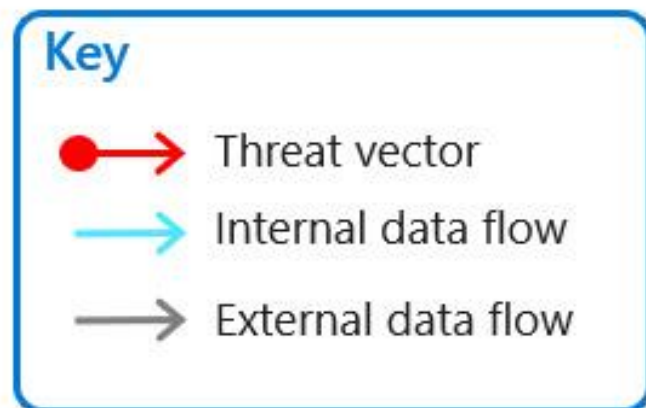 Key
Threat vector
Internal data flow
External data flow